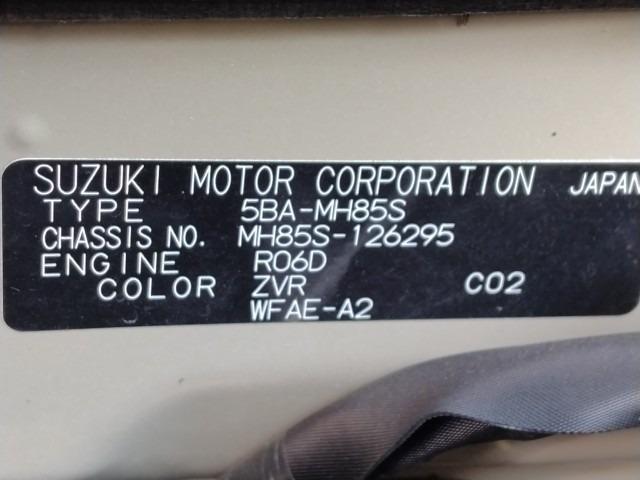 SUZUKI MOTOR CORPORATION JAPAN
TYPE 5BA-MH85S
CHASSIS NO. MH85S-126295
ENGINE R06D
COLOR ZVR C02
WFAE-A2